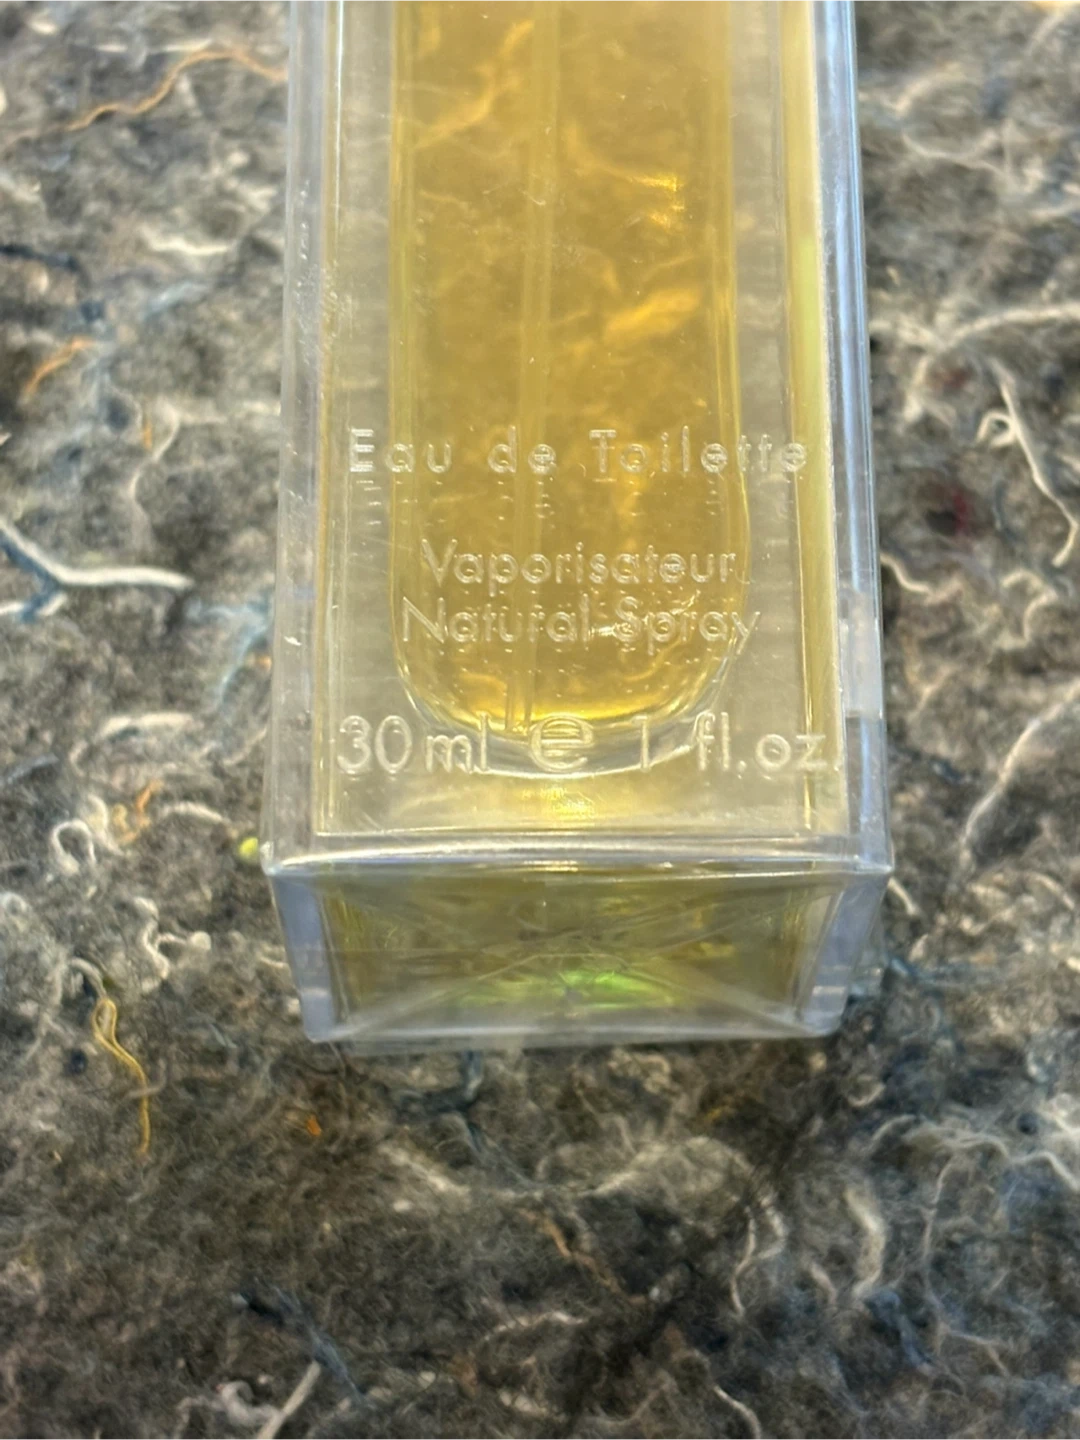 Eau de Toilette
Vaporisateur
Natural Spray
30 ml e 1 fl.oz.